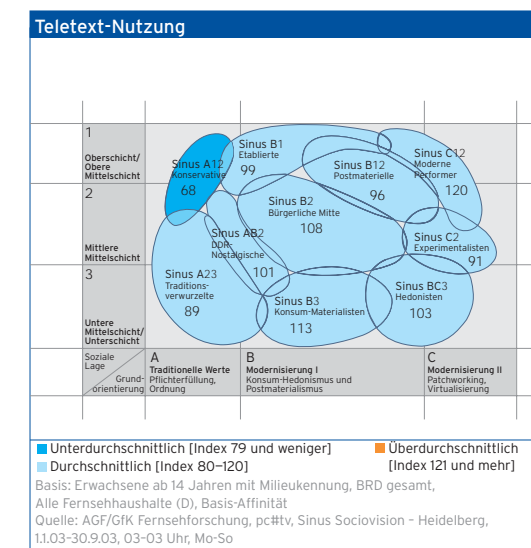 Teletext-Nutzung
1
Oberschicht/
Obere
Mittelschicht
2
Mittlere
Mittelschicht
3
Untere
Mittelschicht/
Unterschicht
Sinus A12
Konservative
68
Sinus B1
Etablierte
99
Sinus B12
Postmaterielle
96
Sinus C12
Moderne
Performer
120
Sinus B2
Bürgerliche Mitte
108
Sinus AB2
DDR-
Nostalgische
101
Sinus C2
Experimentalisten
91
Sinus A23
Traditions-
verwurzelte
89
Sinus B3
Konsum-Materialisten
113
Sinus BC3
Hedonisten
103
Soziale
Lage
Grund-
orientierung
A
Traditionelle Werte
Pflichterfüllung,
Ordnung
B
Modernisierung I
Konsum-Hedonismus und
Postmaterialismus
C
Modernisierung II
Patchworking,
Virtualisierung
Unterdurchschnittlich [Index 79 und weniger]
Durchschnittlich [Index 80–120]
Überdurchschnittlich
[Index 121 und mehr]
Basis: Erwachsene ab 14 Jahren mit Milieukennung, BRD gesamt,
Alle Fernsehhaushalte (D), Basis-Affinität
Quelle: AGF/GfK Fernsehforschung, pc#tv, Sinus Sociovision – Heidelberg,
1.1.03-30.9.03, 03-03 Uhr, Mo-So